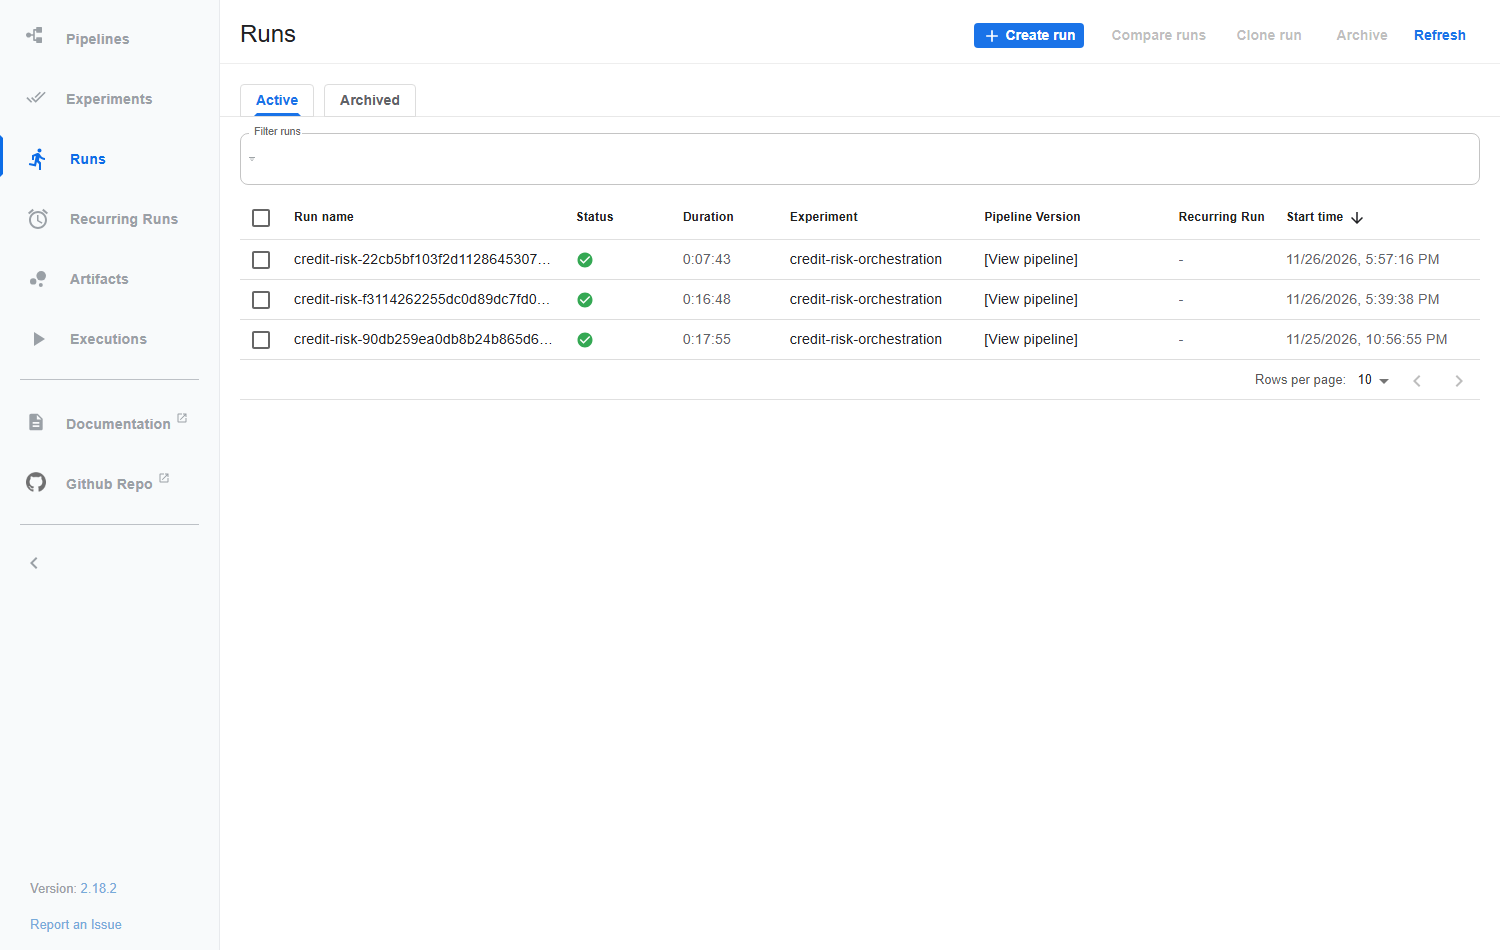 Pipelines
Experiments
Runs
Recurring Runs
Artifacts
Executions
Documentation
Github Repo
Version: 2.18.2
Report an Issue
Runs
Create run Compare runs Clone run Archive Refresh
Active Archived
Filter runs
Run name Status Duration Experiment Pipeline Version Recurring Run Start time
credit-risk-22cb5bf103f2d1128645307... 0:07:43 credit-risk-orchestration [View pipeline] - 11/26/2026, 5:57:16 PM
credit-risk-f3114262255dc0d89dc7fd0... 0:16:48 credit-risk-orchestration [View pipeline] - 11/26/2026, 5:39:38 PM
credit-risk-90db259ea0db8b24b865d6... 0:17:55 credit-risk-orchestration [View pipeline] - 11/25/2026, 10:56:55 PM
Rows per page: 10